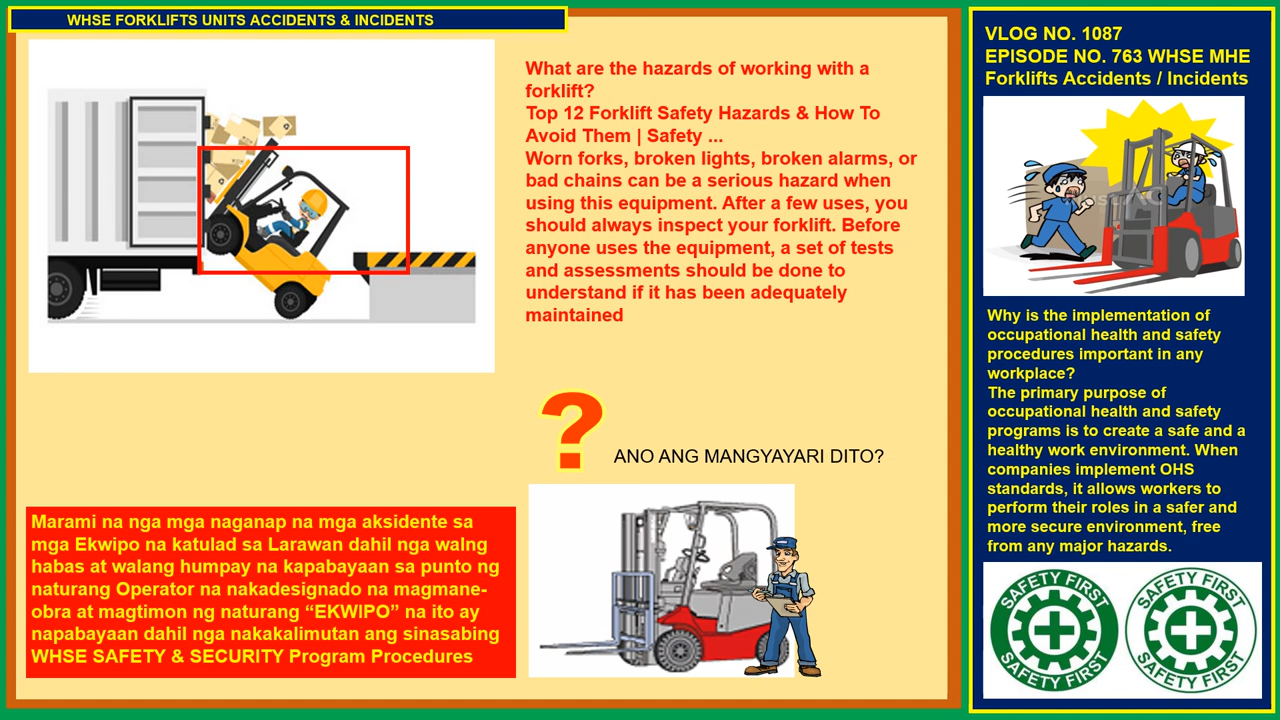 WHSE FORKLIFTS UNITS ACCIDENTS & INCIDENTS
What are the hazards of working with a
forklift?
Top 12 Forklift Safety Hazards & How To
Avoid Them | Safety ...
Worn forks, broken lights, broken alarms, or
bad chains can be a serious hazard when
using this equipment. After a few uses, you
should always inspect your forklift. Before
anyone uses the equipment, a set of tests
and assessments should be done to
understand if it has been adequately
maintained
?
ANO ANG MANGYAYARI DITO?
Marami na nga mga naganap na mga aksidente sa
mga Ekwipo na katulad sa Larawan dahil nga walng
habas at walang humpay na kapabayaan sa punto ng
naturang Operator na nakadesignado na magmane-
obra at magtimon ng naturang “EKWIPO” na ito ay
napabayaan dahil nga nakakalimutan ang sinasabing
WHSE SAFETY & SECURITY Program Procedures
VLOG NO. 1087
EPISODE NO. 763 WHSE MHE
Forklifts Accidents / Incidents
Why is the implementation of
occupational health and safety
procedures important in any
workplace?
The primary purpose of
occupational health and safety
programs is to create a safe and a
healthy work environment. When
companies implement OHS
standards, it allows workers to
perform their roles in a safer and
more secure environment, free
from any major hazards.
SAFETY FIRST
SAFETY FIRST
SAFETY FIRST
SAFETY FIRST